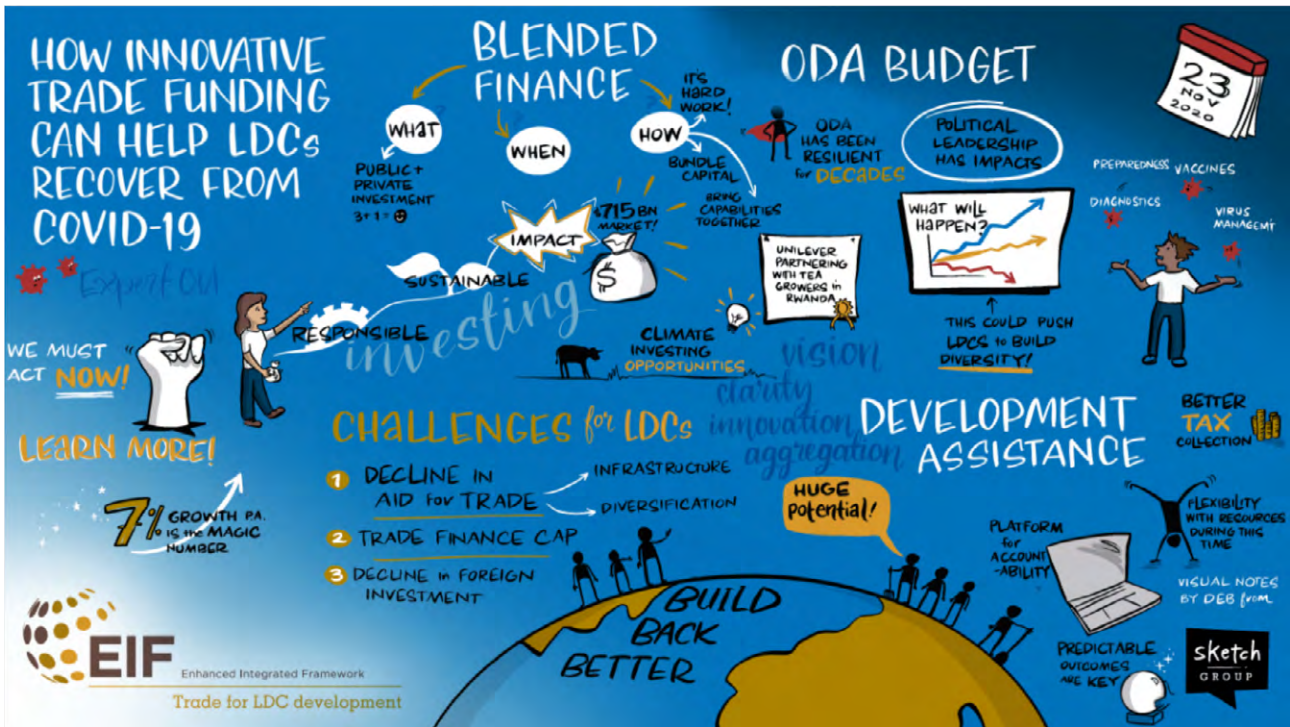 HOW INNOVATIVE
TRADE FUNDING
CAN HELP LDCs
RECOVER FROM
COVID-19
WE MUST
ACT NOW!
LEARN MORE!
7% GROWTH P.A.
IS the MAGIC
NUMBER
EIF
Enhanced Integrated Framework
Trade for LDC development
BLENDED
FINANCE
WHAT
PUBLIC +
PRIVATE
INVESTMENT
3+1=
WHEN
HOW
IT'S
HARD
WORK!
BUNDLE
CAPITAL
BRING
CAPABILITIES
TOGETHER
RESPONSIBLE
SUSTAINABLE
IMPACT
investing
$715BN
MARKET!
$
UNILEVER
PARTNERING
WITH TEA
GROWERS in
RWANDA
CLIMATE
INVESTING
OPPORTUNITIES
vision
clarity
innovation,
aggregation
CHALLENGES for LDCs
1 DECLINE IN
AID for TRADE
INFRASTRUCTURE
DIVERSIFICATION
2 TRADE FINANCE CAP
3 DECLINE in FOREIGN
INVESTMENT
BUILD
BACK
BETTER
HUGE
Potential!
ODA BUDGET
ODA
HAS BEEN
RESILIENT
for DECADES
POLITICAL
LEADERSHIP
HAS IMPACTS
WHAT WILL
HAPPEN?
THIS COULD PUSH
LDCS to BUILD
DIVERSITY!
23
NOV
2020
PREPAREDNESS
VACCINES
DIAGNOSTICS
VIRUS
MANAGEMT
DEVELOPMENT
ASSISTANCE
BETTER
TAX
COLLECTION
PLATFORM
for
ACCOUNT
-ABILITY
FLEXIBILITY
WITH RESOURCES
DURING THIS
TIME
PREDICTABLE
OUTCOMES
ARE KEY
VISUAL NOTES
BY DEB from
sketch
GROUP